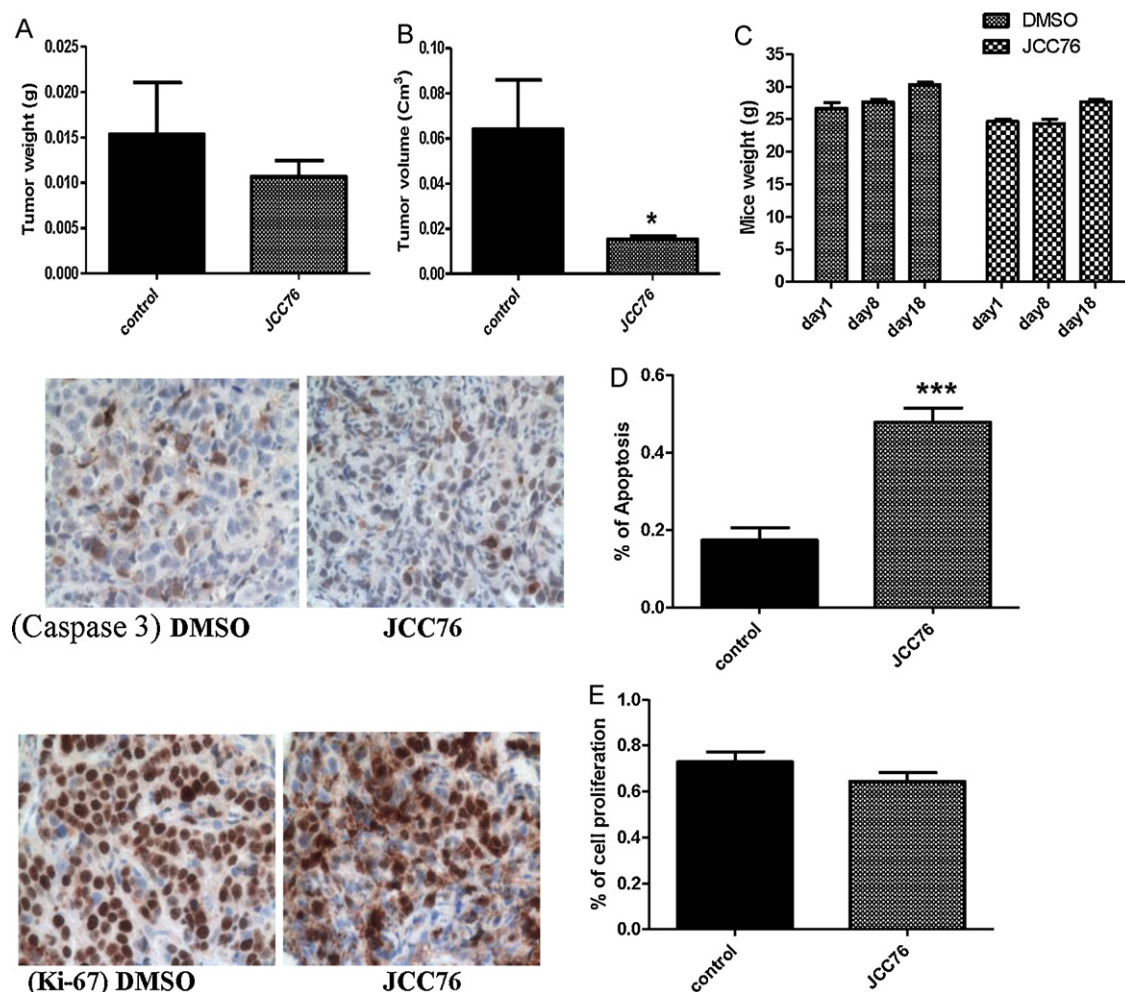 A
Tumor weight (g)
0.025
0.020
0.015
0.010
0.005
0.000
control
JCC76
B
Tumor volume (Cm³)
0.10
0.08
0.06
0.04
0.02
0.00
*
control
JCC76
C
DMSO
JCC76
Mice weight (g)
35
30
25
20
15
10
5
0
day1
day8
day18
day1
day8
day18
(Caspase 3) DMSO
JCC76
D
% of Apoptosis
0.6
0.4
0.2
0.0
***
control
JCC76
(Ki-67) DMSO
JCC76
E
% of cell proliferation
1.0
0.8
0.6
0.4
0.2
0.0
control
JCC76